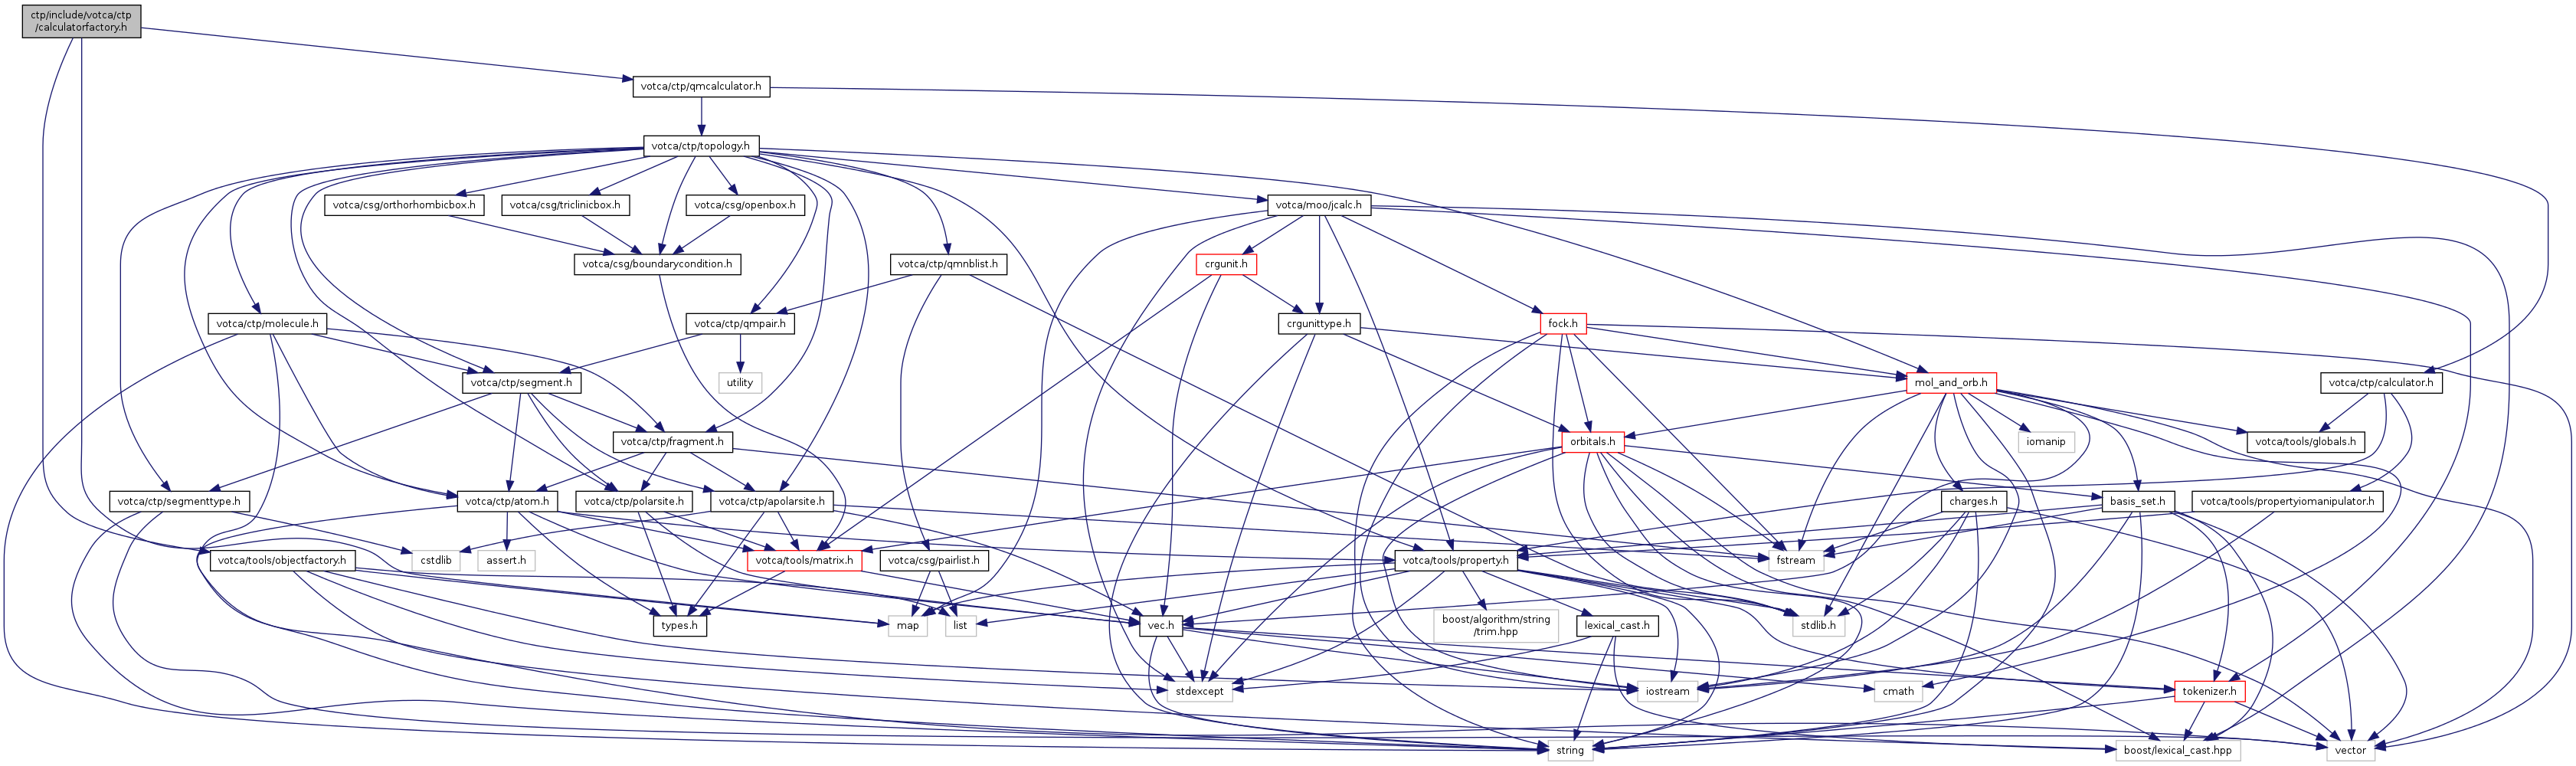 ctp/include/votca/ctp
/calculatorfactory.h
votca/ctp/qmcalculator.h
votca/ctp/topology.h
votca/csg/orthorhombicbox.h
votca/csg/triclinicbox.h
votca/csg/openbox.h
votca/moo/jcalc.h
votca/csg/boundarycondition.h
votca/ctp/qmnblist.h
crgunit.h
votca/ctp/molecule.h
votca/ctp/qmpair.h
crgunittype.h
fock.h
votca/ctp/segment.h
utility
mol_and_orb.h
votca/ctp/calculator.h
votca/ctp/fragment.h
orbitals.h
iomanip
votca/tools/globals.h
votca/ctp/segmenttype.h
votca/ctp/atom.h
votca/ctp/polarsite.h
votca/ctp/apolarsite.h
charges.h
basis_set.h
votca/tools/propertyiomanipulator.h
votca/tools/objectfactory.h
cstdlib
assert.h
votca/tools/matrix.h
votca/csg/pairlist.h
votca/tools/property.h
fstream
types.h
map
list
vec.h
boost/algorithm/string
/trim.hpp
lexical_cast.h
stdlib.h
stdexcept
iostream
cmath
tokenizer.h
string
boost/lexical_cast.hpp
vector